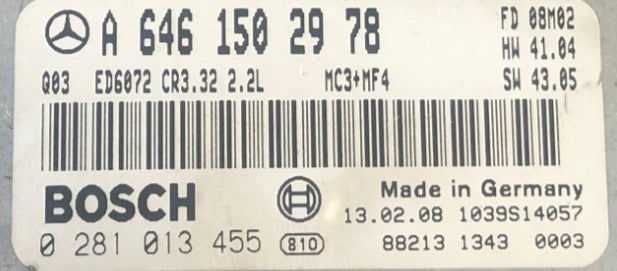 A 646 150 29 78 FD 08M02
HW 41.04
Q03 ED6072 CR3.32 2.2L MC3+MF4 SW 43.05
BOSCH Made in Germany
13.02.08 1039S14057
0 281 013 455 810 88213 1343 0003